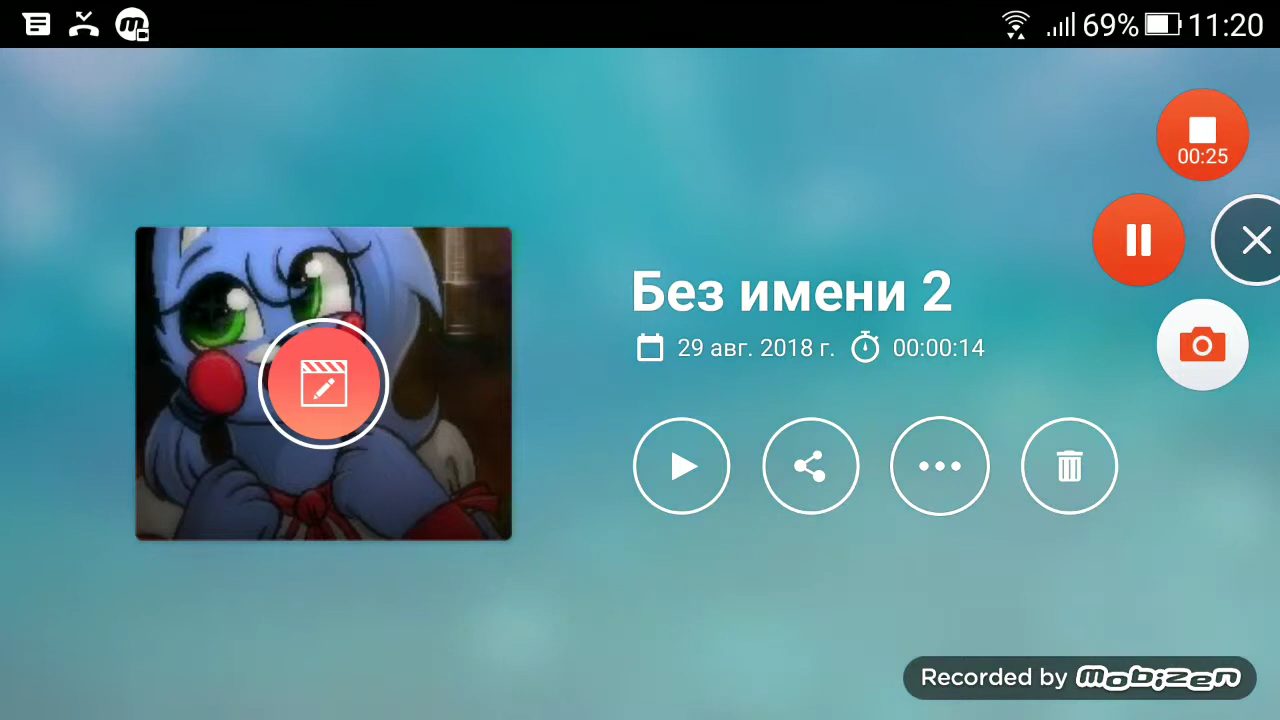 69% 11:20
00:25
Без имени 2
29 авг. 2018 г. 00:00:14
Recorded by mobizen